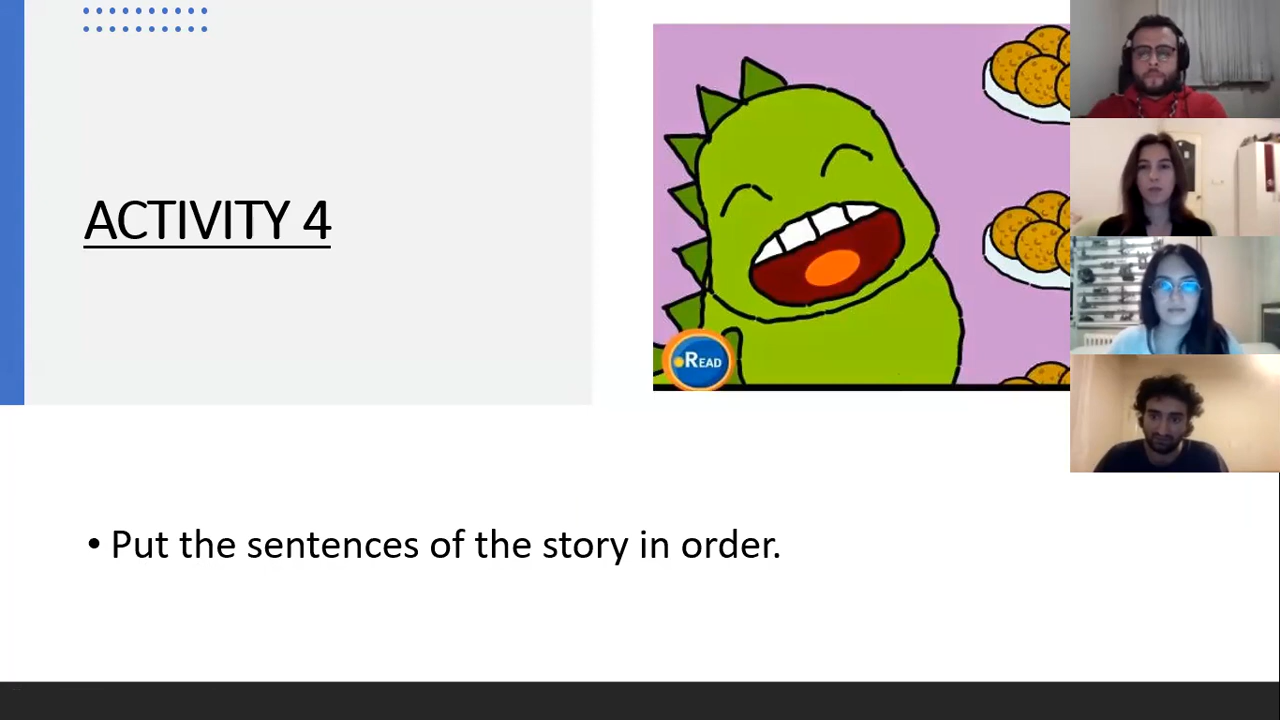 ACTIVITY 4
READ
• Put the sentences of the story in order.